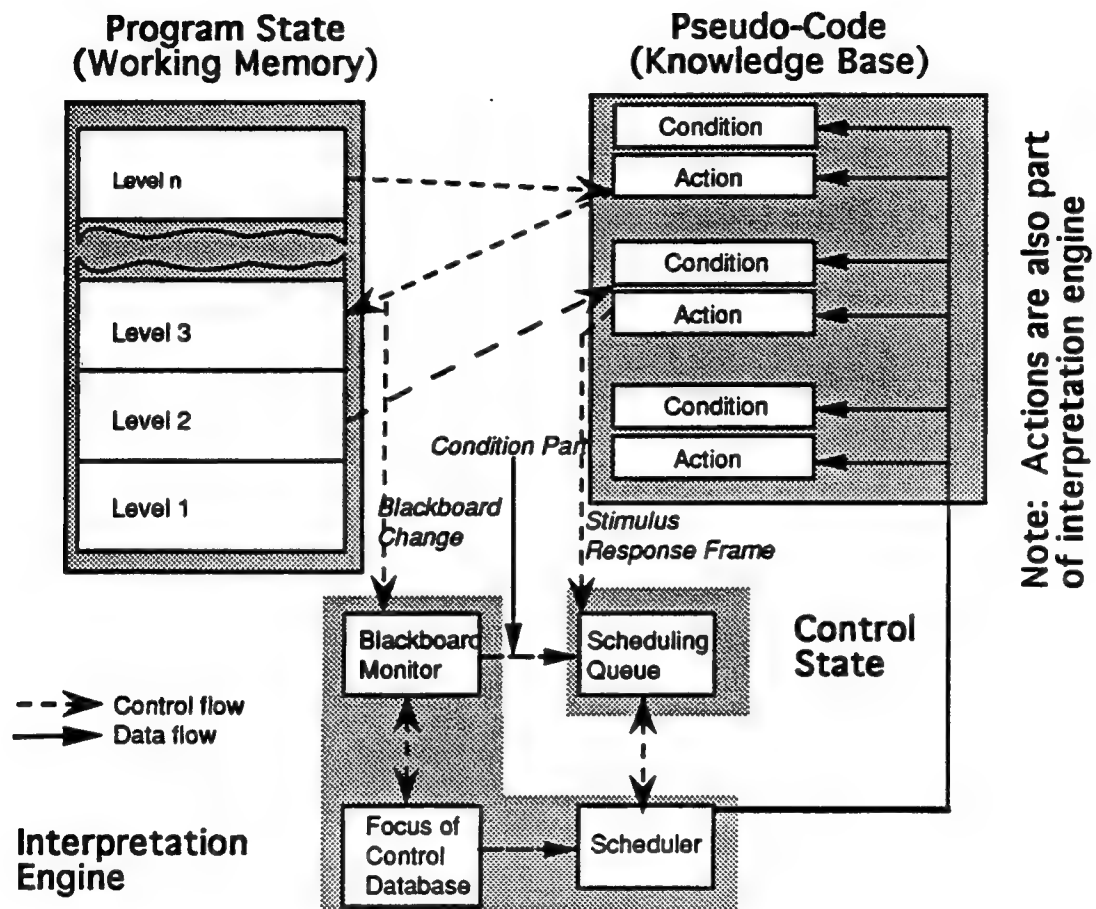 Program State
(Working Memory)
Pseudo-Code
(Knowledge Base)
Level n
Level 3
Level 2
Level 1
Condition
Action
Condition
Action
Condition
Action
Note: Actions are also part
of interpretation engine
Condition Part
Blackboard
Change
Stimulus
Response Frame
Blackboard
Monitor
Scheduling
Queue
Control
State
Control flow
Data flow
Interpretation
Engine
Focus of
Control
Database
Scheduler